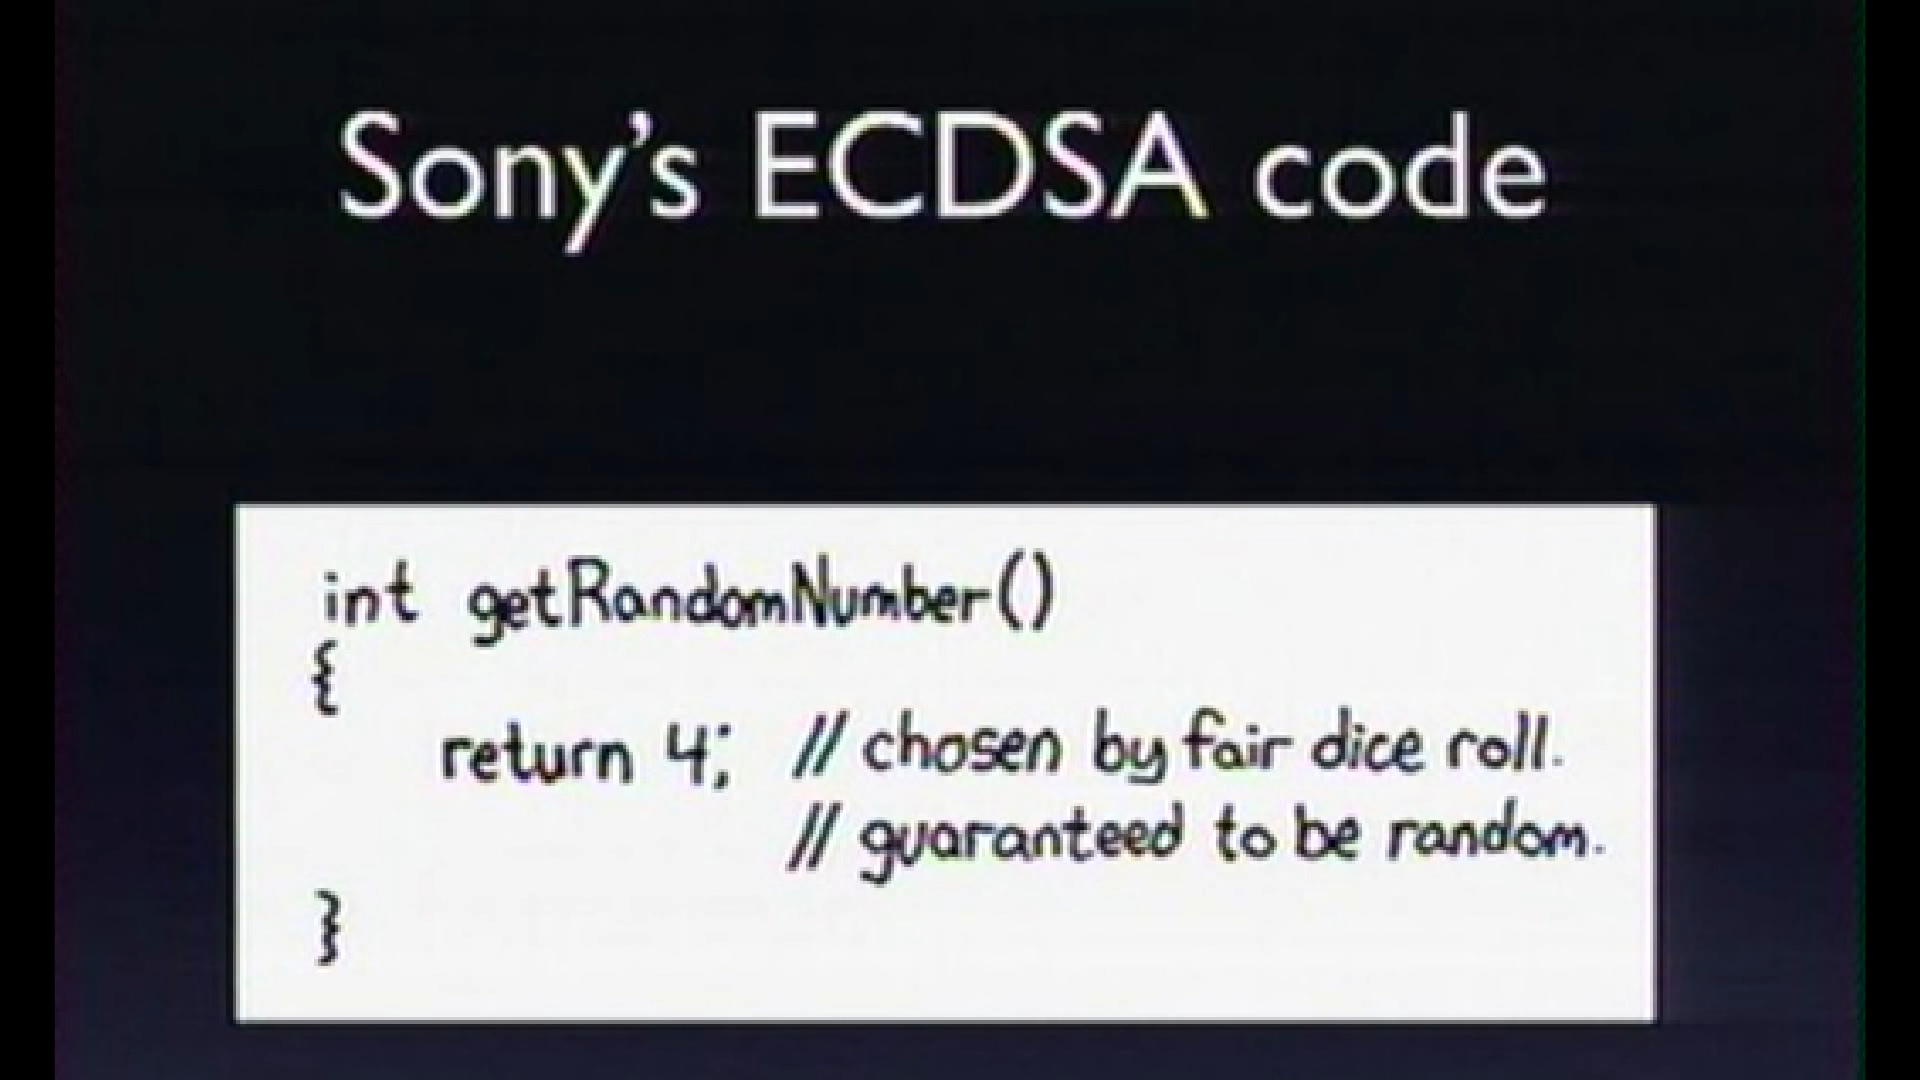 Sony's ECDSA code
int getRandomNumber()
{
return 4; // chosen by fair dice roll.
// guaranteed to be random.
}